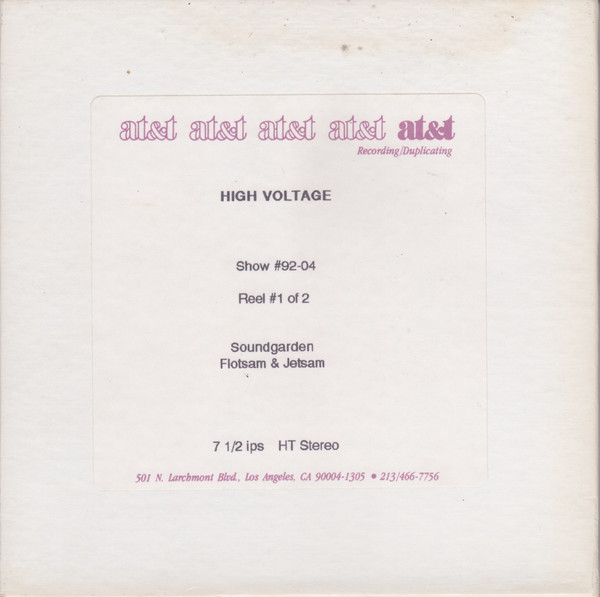 at&t at&t at&t at&t at&t
Recording/Duplicating
HIGH VOLTAGE
Show #92-04
Reel #1 of 2
Soundgarden
Flotsam & Jetsam
7 1/2 ips HT Stereo
501 N. Larchmont Blvd., Los Angeles, CA 90004-1305 • 213/466-7756